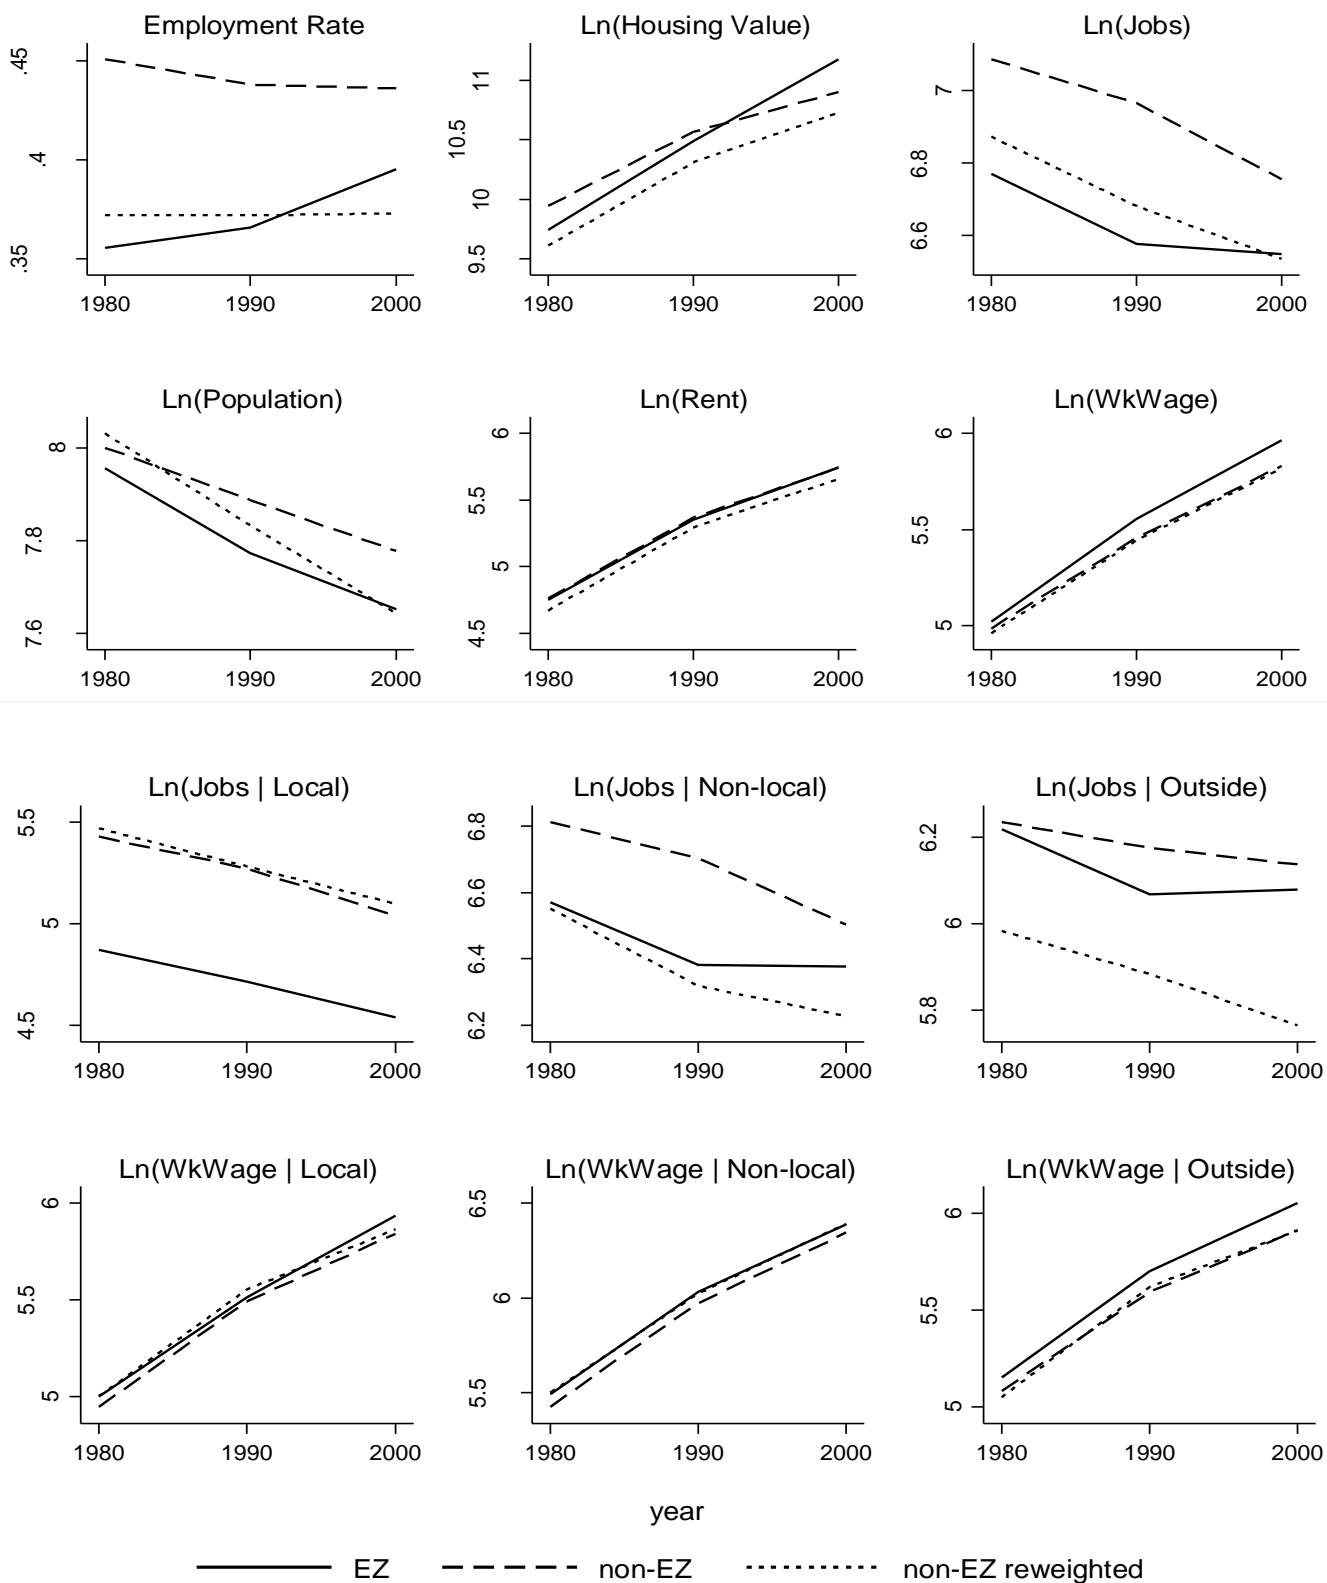 Employment Rate
.45
.4
.35
1980 1990 2000
Ln(Housing Value)
11
10.5
10
9.5
1980 1990 2000
Ln(Jobs)
7
6.8
6.6
1980 1990 2000
Ln(Population)
8
7.8
7.6
1980 1990 2000
Ln(Rent)
6
5.5
5
4.5
1980 1990 2000
Ln(WkWage)
6
5.5
5
1980 1990 2000
Ln(Jobs | Local)
5.5
5
4.5
1980 1990 2000
Ln(Jobs | Non-local)
6.8
6.6
6.4
6.2
1980 1990 2000
Ln(Jobs | Outside)
6.2
6
5.8
1980 1990 2000
Ln(WkWage | Local)
6
5.5
5
1980 1990 2000
Ln(WkWage | Non-local)
6.5
6
5.5
1980 1990 2000
Ln(WkWage | Outside)
6
5.5
5
1980 1990 2000
year
EZ non-EZ non-EZ reweighted